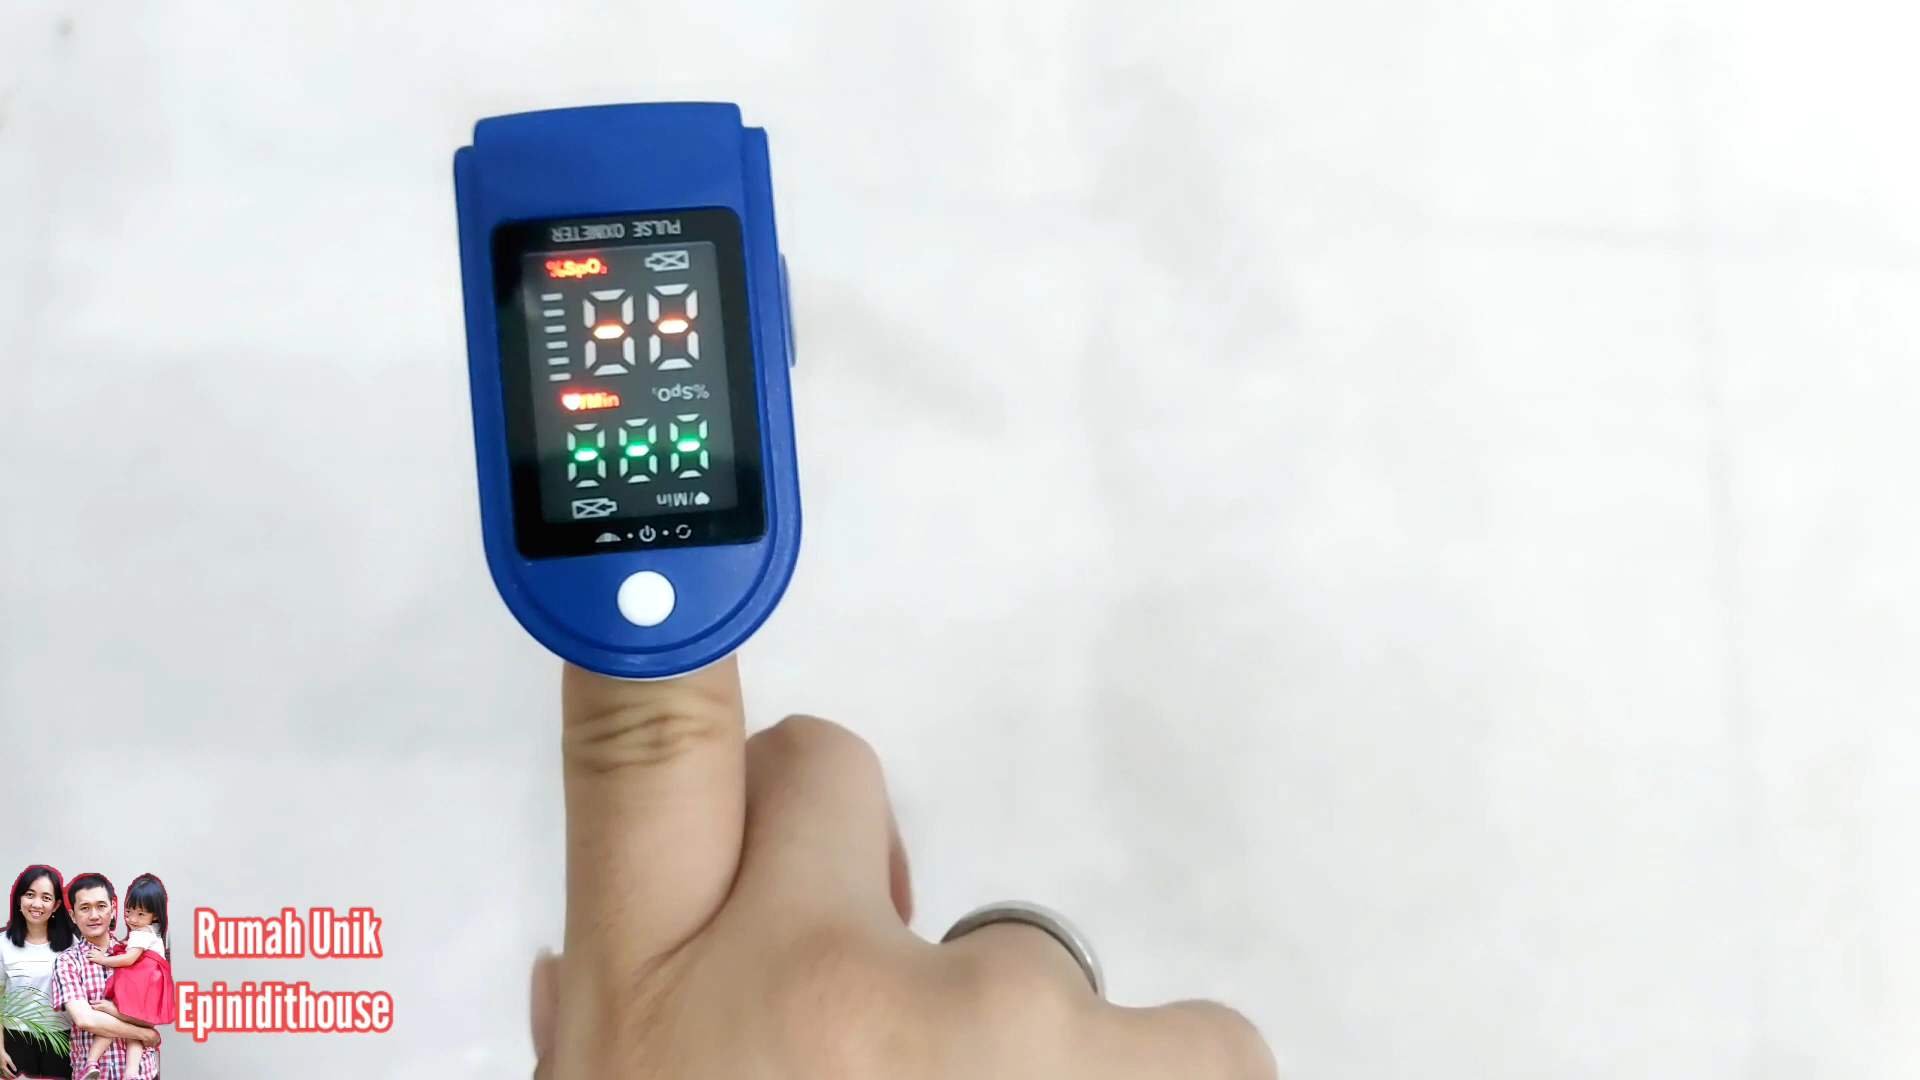 PULSE OXIMETER
%SpO₂
-- 
♥/Min
%SpO₂
---
♥/Min
Rumah Unik
Epinidithouse